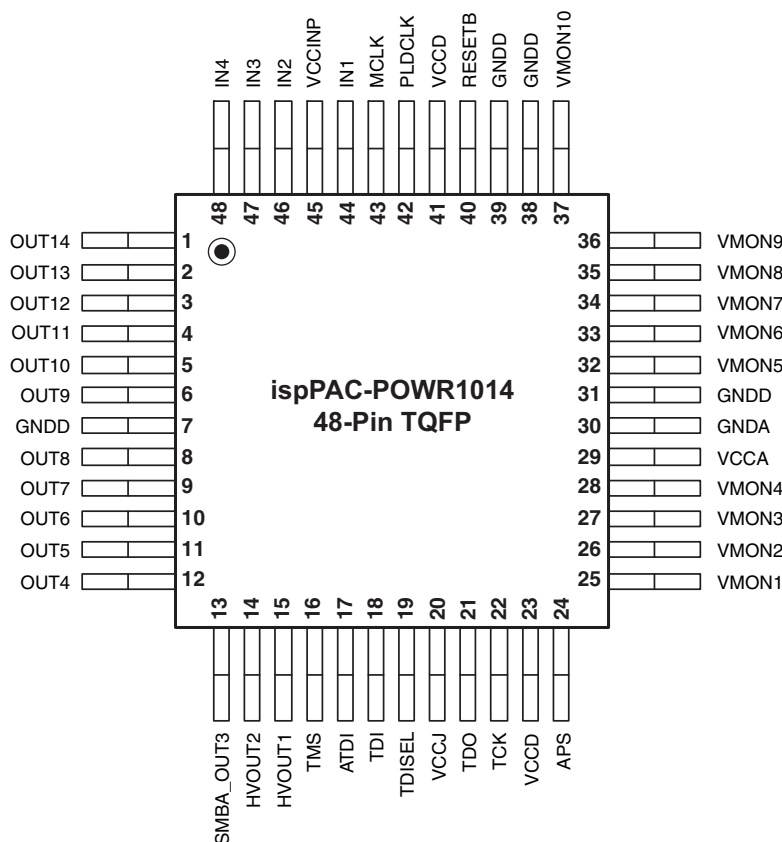 IN4
IN3
IN2
VCCINP
IN1
MCLK
PLDCLK
VCCD
RESETB
GNDD
GNDD
VMON10
48
47
46
45
44
43
42
41
40
39
38
37
OUT14 1
OUT13 2
OUT12 3
OUT11 4
OUT10 5
OUT9 6
GNDD 7
OUT8 8
OUT7 9
OUT6 10
OUT5 11
OUT4 12
ispPAC-POWR1014
48-Pin TQFP
36 VMON9
35 VMON8
34 VMON7
33 VMON6
32 VMON5
31 GNDD
30 GNDA
29 VCCA
28 VMON4
27 VMON3
26 VMON2
25 VMON1
13
14
15
16
17
18
19
20
21
22
23
24
SMBA_OUT3
HVOUT2
HVOUT1
TMS
ATDI
TDI
TDISEL
VCCJ
TDO
TCK
VCCD
APS